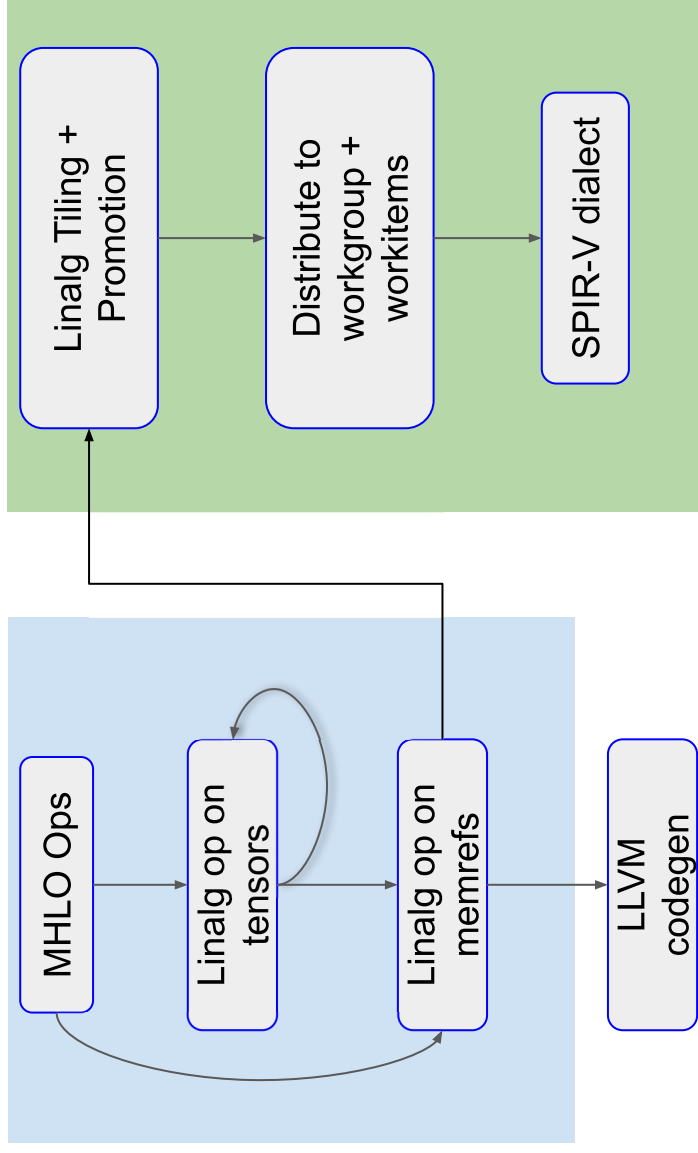 MHLO Ops
Linalg op on
tensors
Linalg op on
memrefs
LLVM
codegen
Linalg Tiling +
Promotion
Distribute to
workgroup +
workitems
SPIR-V dialect